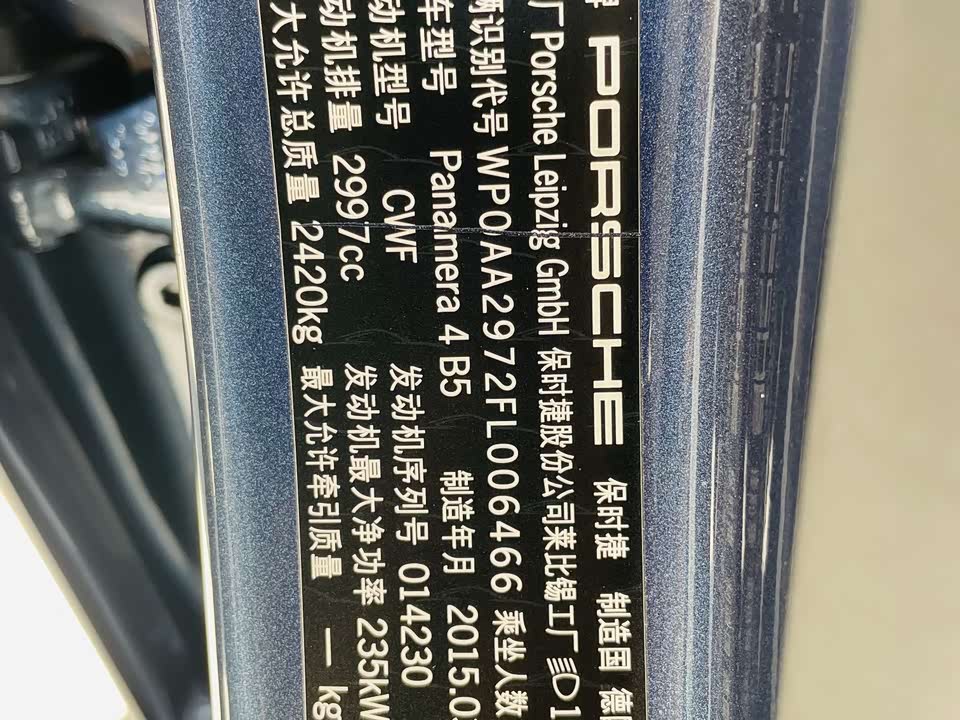 PORSCHE 保时捷 制造国
厂 Porsche Leipzig GmbH 保时捷股份公司莱比锡工厂 1
识别代号 WP0AA2972FL006466 乘坐人数
车型号 Panamera 4 B5 制造年月 2015.0
动机型号 CWF 发动机序列号 014230
动机排量 2997cc 发动机最大净功率 235kW
大允许总质量 2420kg 最大允许牵引质量 — kg